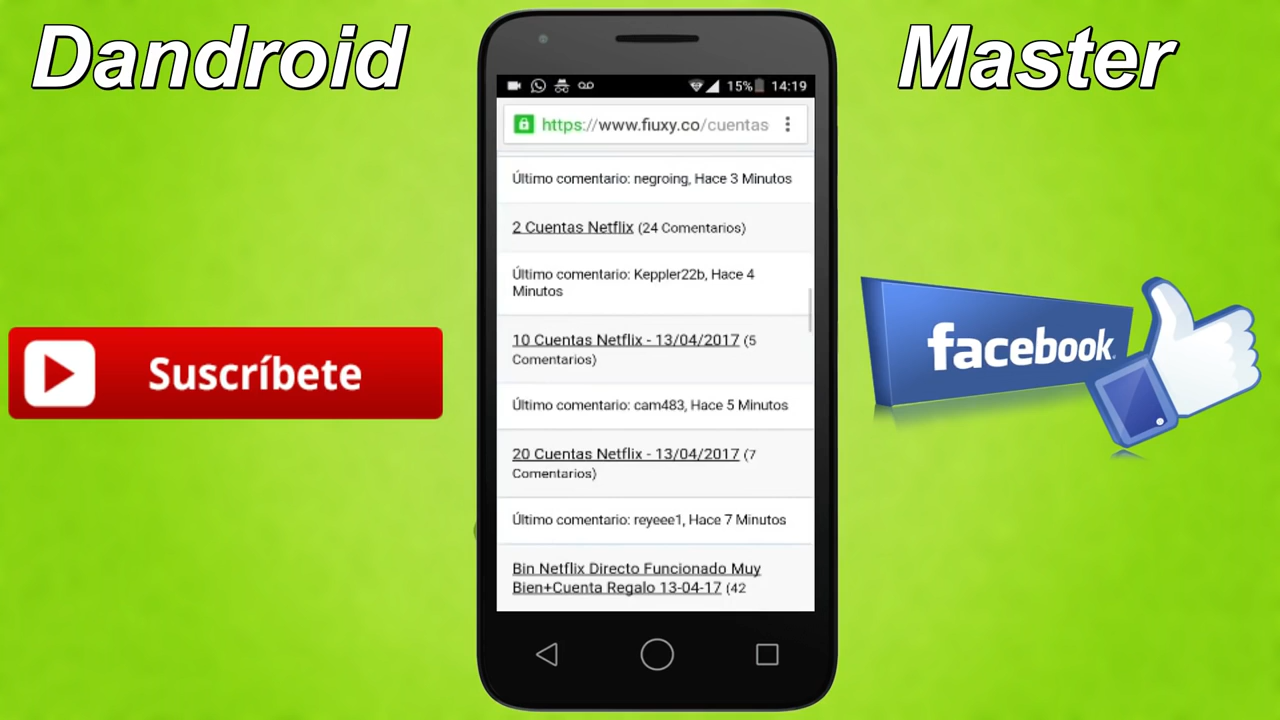 Dandroid
Master
15% 14:19
https://www.fiuxy.co/cuentas
Último comentario: negroing, Hace 3 Minutos
2 Cuentas Netflix (24 Comentarios)
Último comentario: Keppler22b, Hace 4
Minutos
10 Cuentas Netflix - 13/04/2017 (5
Comentarios)
Último comentario: cam483, Hace 5 Minutos
20 Cuentas Netflix - 13/04/2017 (7
Comentarios)
Último comentario: reyeee1, Hace 7 Minutos
Bin Netflix Directo Funcionado Muy
Bien+Cuenta Regalo 13-04-17 (42
Suscríbete
facebook